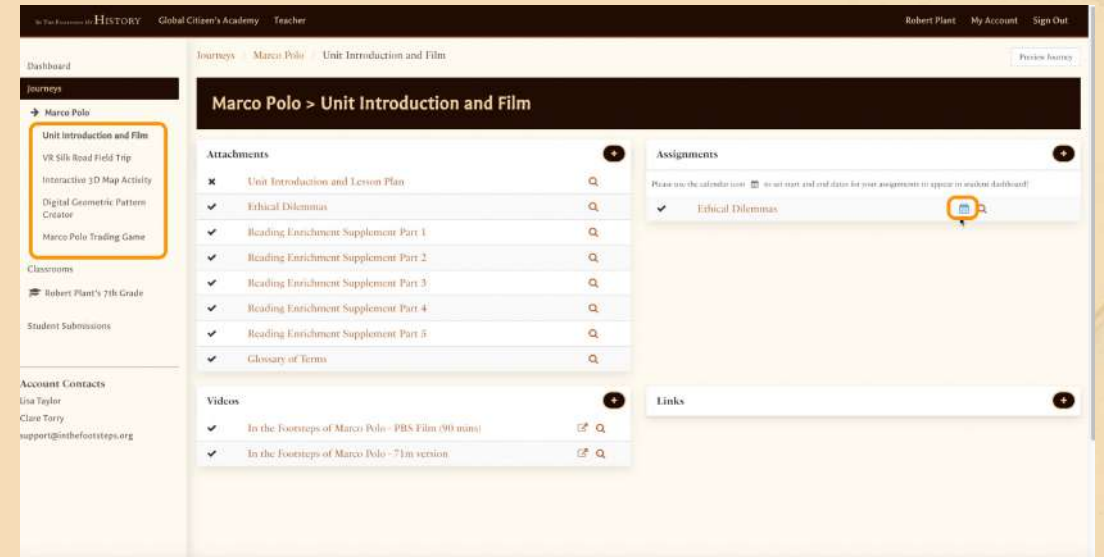 In The Footsteps of HISTORY Global Citizen's Academy Teacher Robert Plant My Account Sign Out
Dashboard
Journeys
Marco Polo
Unit Introduction and Film
VR Silk Road Field Trip
Interactive 3D Map Activity
Digital Geometric Pattern
Creator
Marco Polo Trading Game
Classrooms
Robert Plant's 7th Grade
Student Submissions
Account Contacts
Lisa Taylor
Clare Torry
support@inthefootsteps.org
Journeys / Marco Polo / Unit Introduction and Film
Preview Journey
Marco Polo > Unit Introduction and Film
Attachments
Unit Introduction and Lesson Plan
Ethical Dilemmas
Reading Enrichment Supplement Part 1
Reading Enrichment Supplement Part 2
Reading Enrichment Supplement Part 3
Reading Enrichment Supplement Part 4
Reading Enrichment Supplement Part 5
Glossary of Terms
Assignments
Please use the calendar icon to set start and end dates for your assignments to appear in student dashboard!
Ethical Dilemmas
Videos
In the Footsteps of Marco Polo - PBS Film (90 mins)
In the Footsteps of Marco Polo - 71m version
Links